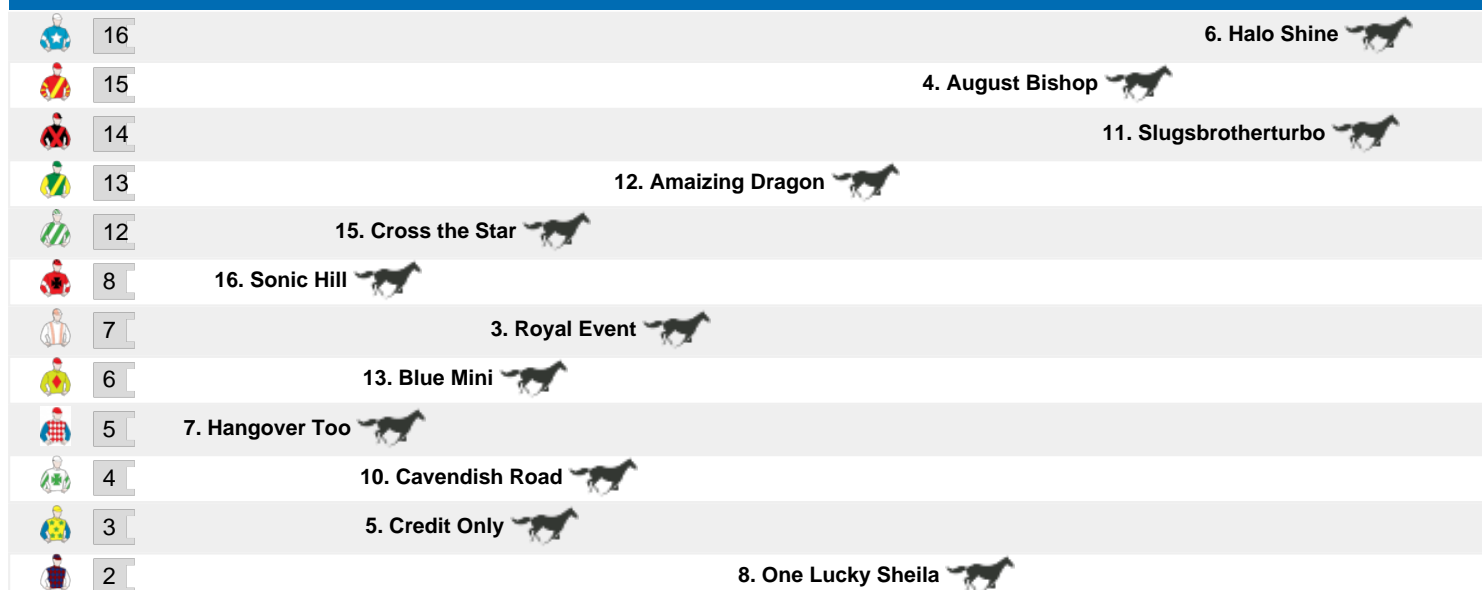 16 6. Halo Shine
15 4. August Bishop
14 11. Slugsbrotherturbo
13 12. Amaizing Dragon
12 15. Cross the Star
8 16. Sonic Hill
7 3. Royal Event
6 13. Blue Mini
5 7. Hangover Too
4 10. Cavendish Road
3 5. Credit Only
2 8. One Lucky Sheila